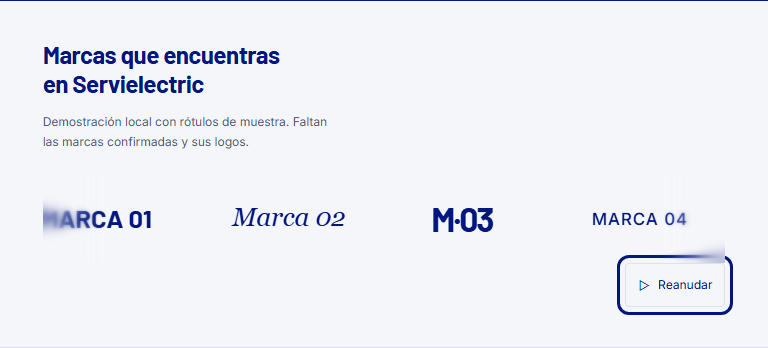 Marcas que encuentras
en Servielectric
Demostración local con rótulos de muestra. Faltan
las marcas confirmadas y sus logos.
MARCA 01
Marca 02
M·03
MARCA 04
Reanudar